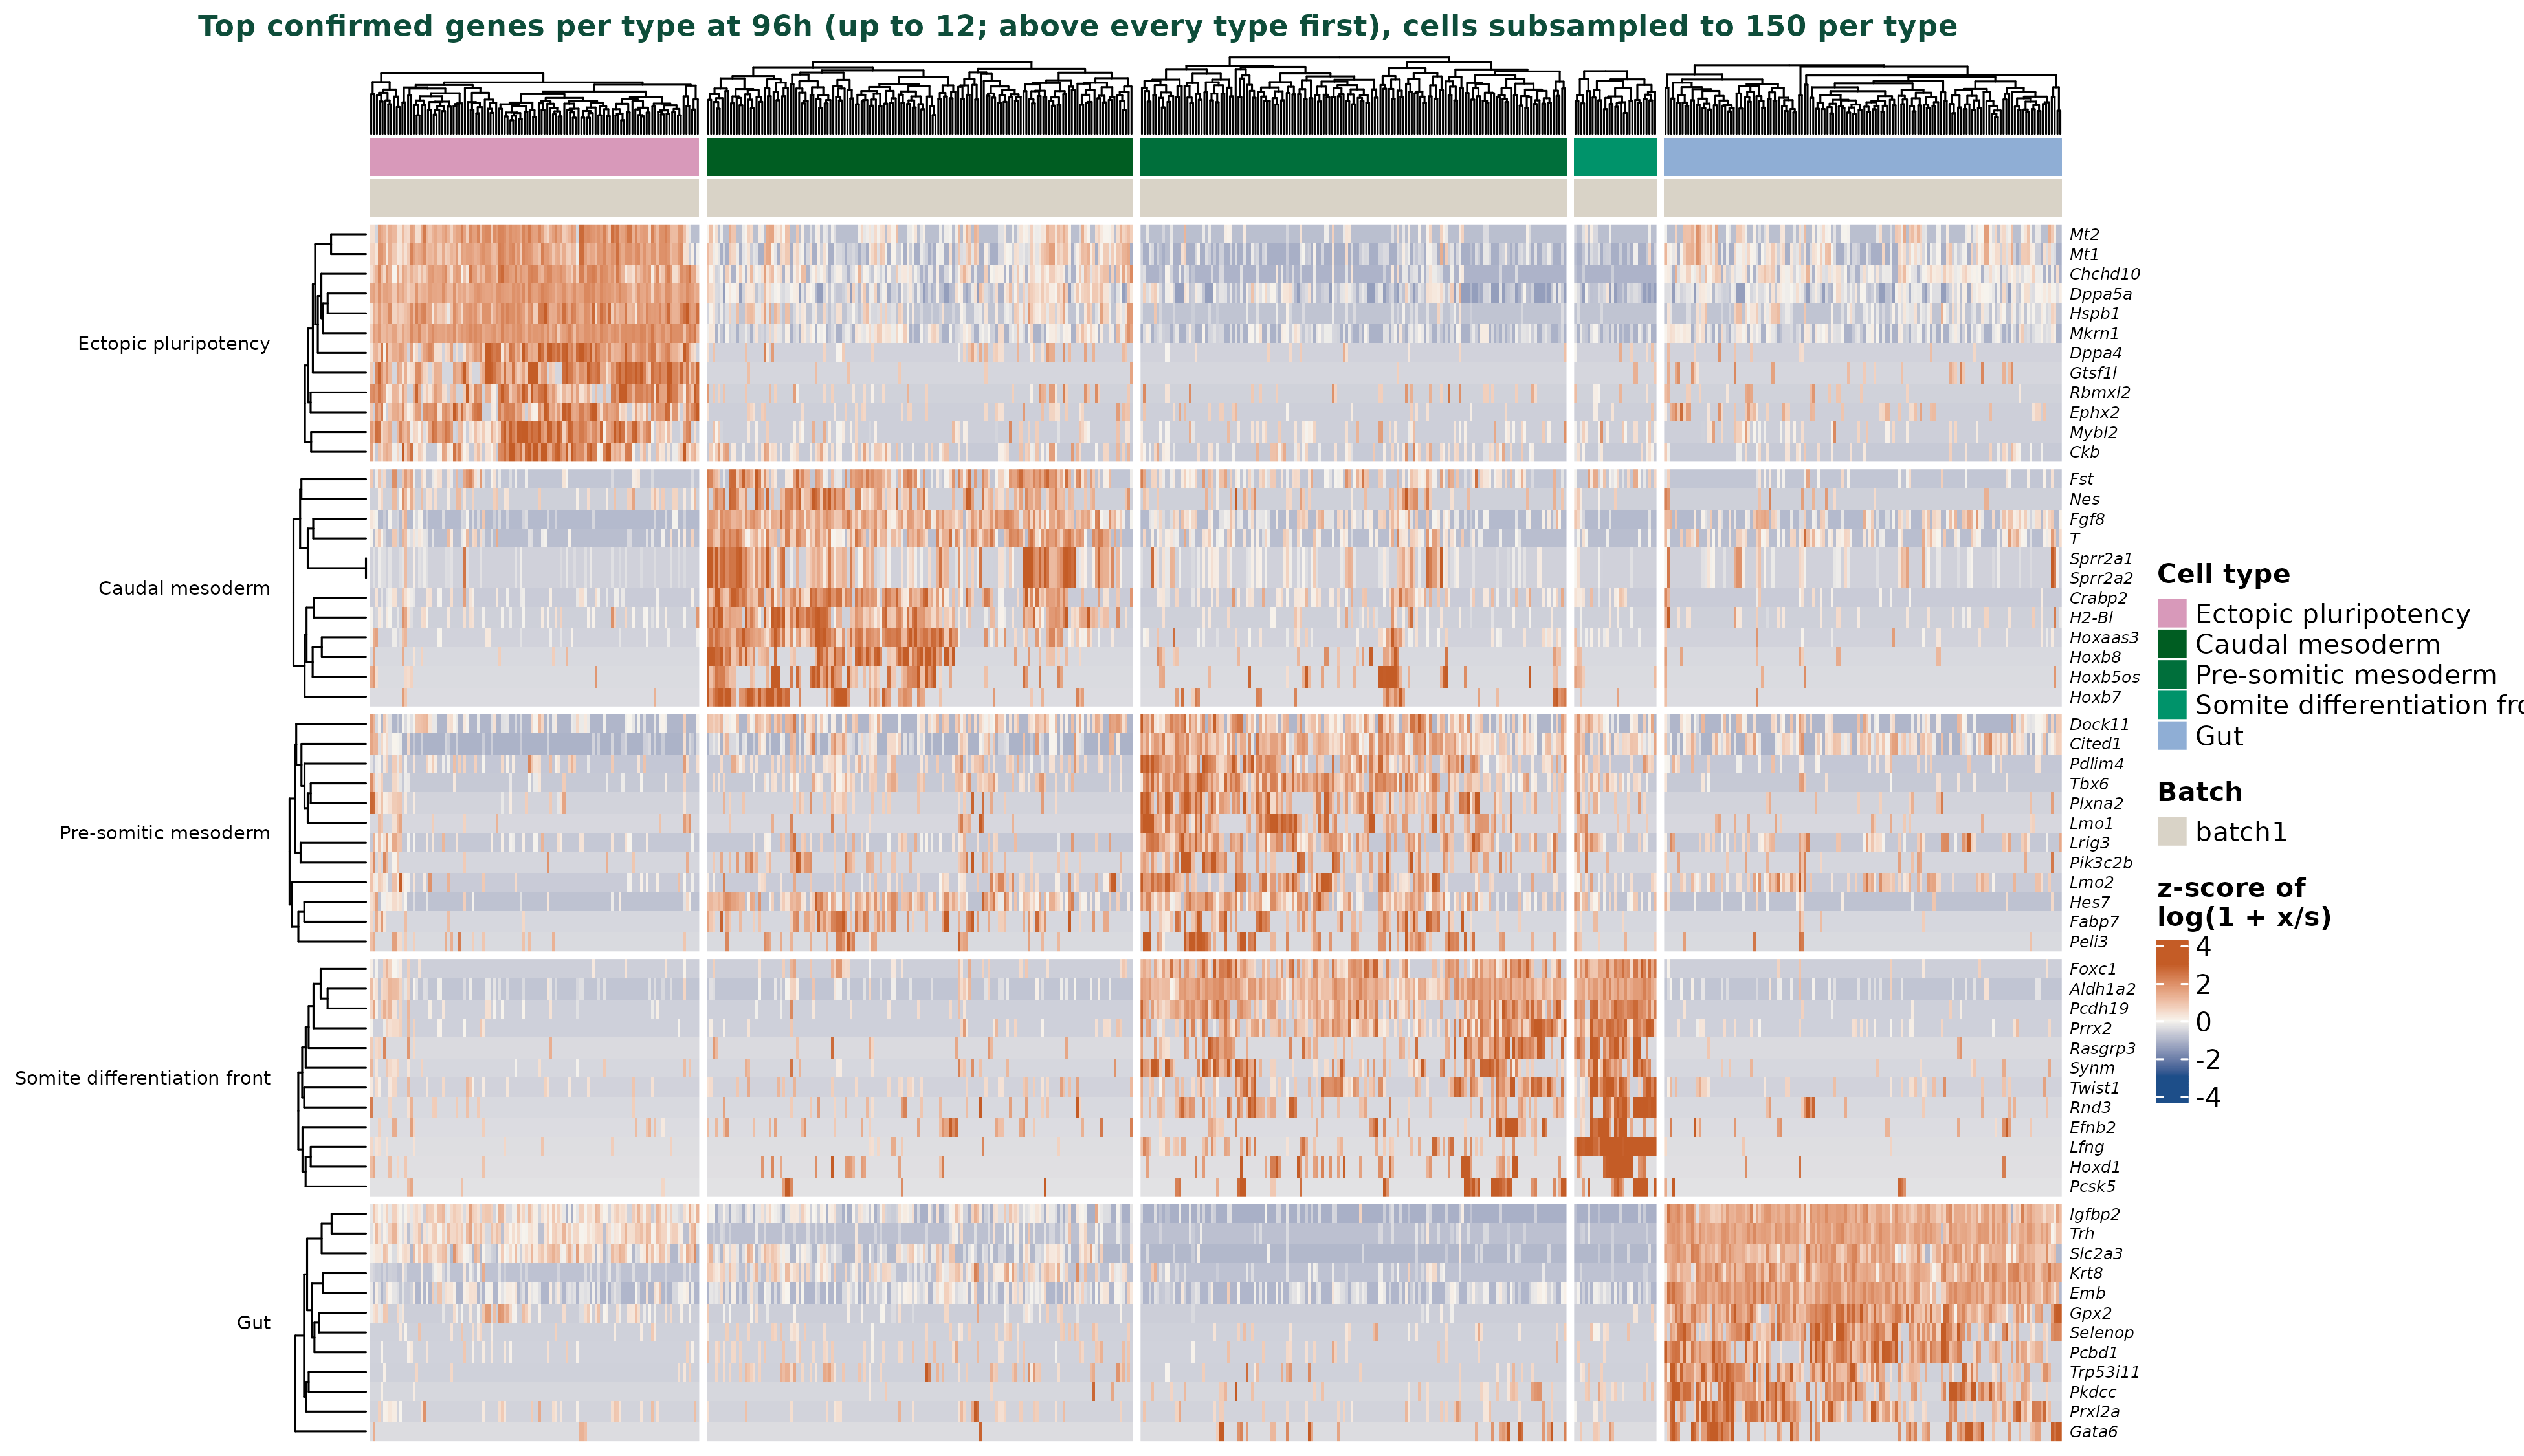 Top confirmed genes per type at 96h (up to 12; above every type first), cells subsampled to 150 per type
Ectopic pluripotency
Mt2
Mt1
Chchd10
Dppa5a
Hspb1
Mkrn1
Dppa4
Gtsf1l
Rbmxl2
Ephx2
Mybl2
Ckb
Caudal mesoderm
Fst
Nes
Fgf8
T
Sprr2a1
Sprr2a2
Crabp2
H2-Bl
Hoxaas3
Hoxb8
Hoxb5os
Hoxb7
Pre-somitic mesoderm
Dock11
Cited1
Pdlim4
Tbx6
Plxna2
Lmo1
Lrig3
Pik3c2b
Lmo2
Hes7
Fabp7
Peli3
Somite differentiation front
Foxc1
Aldh1a2
Pcdh19
Prrx2
Rasgrp3
Synm
Twist1
Rnd3
Efnb2
Lfng
Hoxd1
Pcsk5
Gut
Igfbp2
Trh
Slc2a3
Krt8
Emb
Gpx2
Selenop
Pcbd1
Trp53i11
Pkdcc
Prxl2a
Gata6
Cell type
Ectopic pluripotency
Caudal mesoderm
Pre-somitic mesoderm
Somite differentiation fro
Gut
Batch
batch1
z-score of
log(1 + x/s)
4
2
0
-2
-4